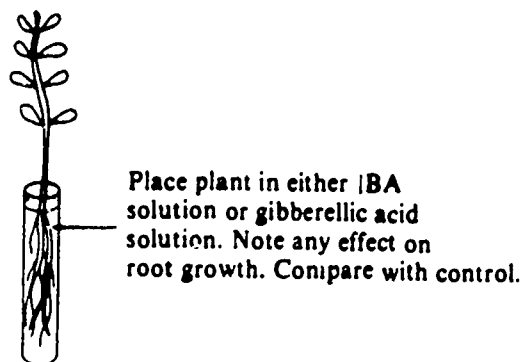 Place plant in either IBA
solution or gibberellic acid
solution. Note any effect on
root growth. Compare with control.